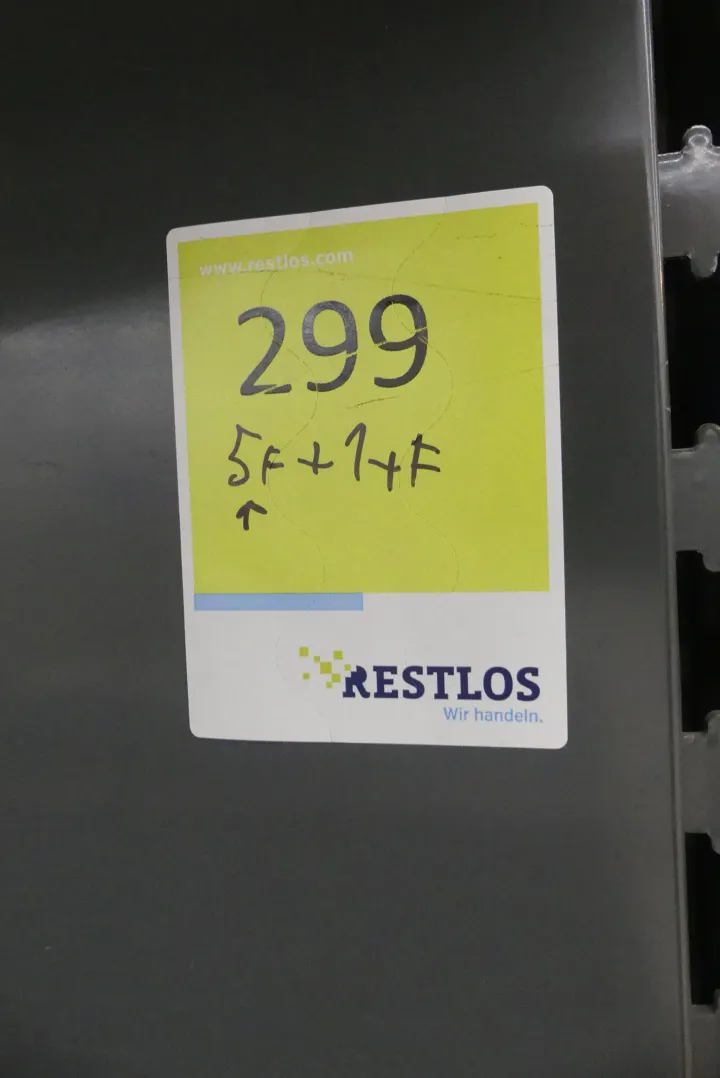 www.restlos.com
299
5F + 1 + F
↑
RESTLOS
Wir handeln.